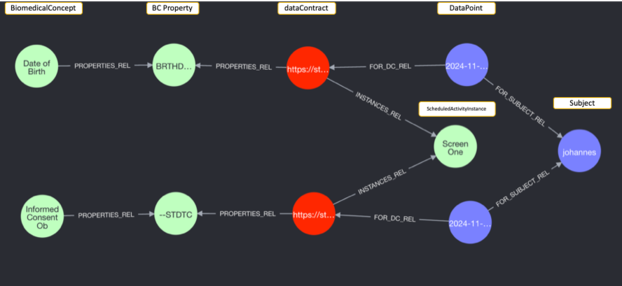 BiomedicalConcept
BC Property
dataContract
DataPoint
Date of
Birth
PROPERTIES_REL
BRTHD...
PROPERTIES_REL
https://st...
FOR_DC_REL
2024-11-...
INSTANCES_REL
FOR_SUBJECT_REL
ScheduledActivityInstance
Subject
Screen
One
johannes
INSTANCES_REL
FOR_SUBJECT_REL
Informed
Consent
Ob
PROPERTIES_REL
--STDTC
PROPERTIES_REL
https://st...
FOR_DC_REL
2024-11-...